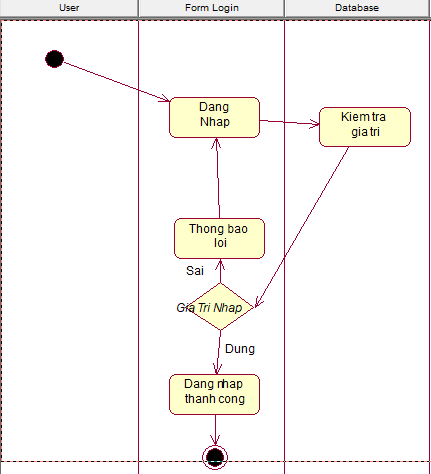 User
Form Login
Database
Dang
Nhap
Kiem tra
gia tri
Thong bao
loi
Sai
Gia Tri Nhap
Dung
Dang nhap
thanh cong